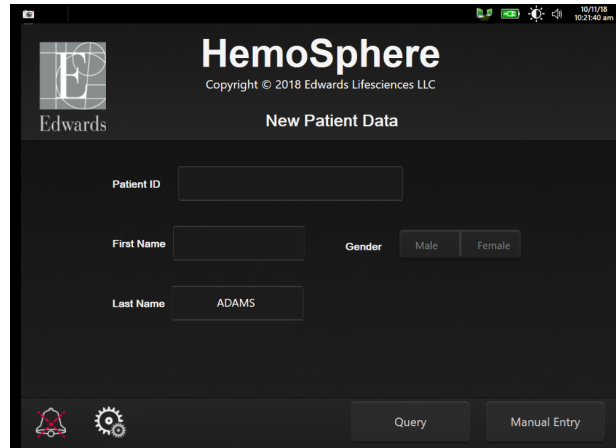 10/11/18
10:21:40 am
HemoSphere
Copyright © 2018 Edwards Lifesciences LLC
Edwards
New Patient Data
Patient ID
First Name
Gender
Male
Female
Last Name
ADAMS
Query
Manual Entry